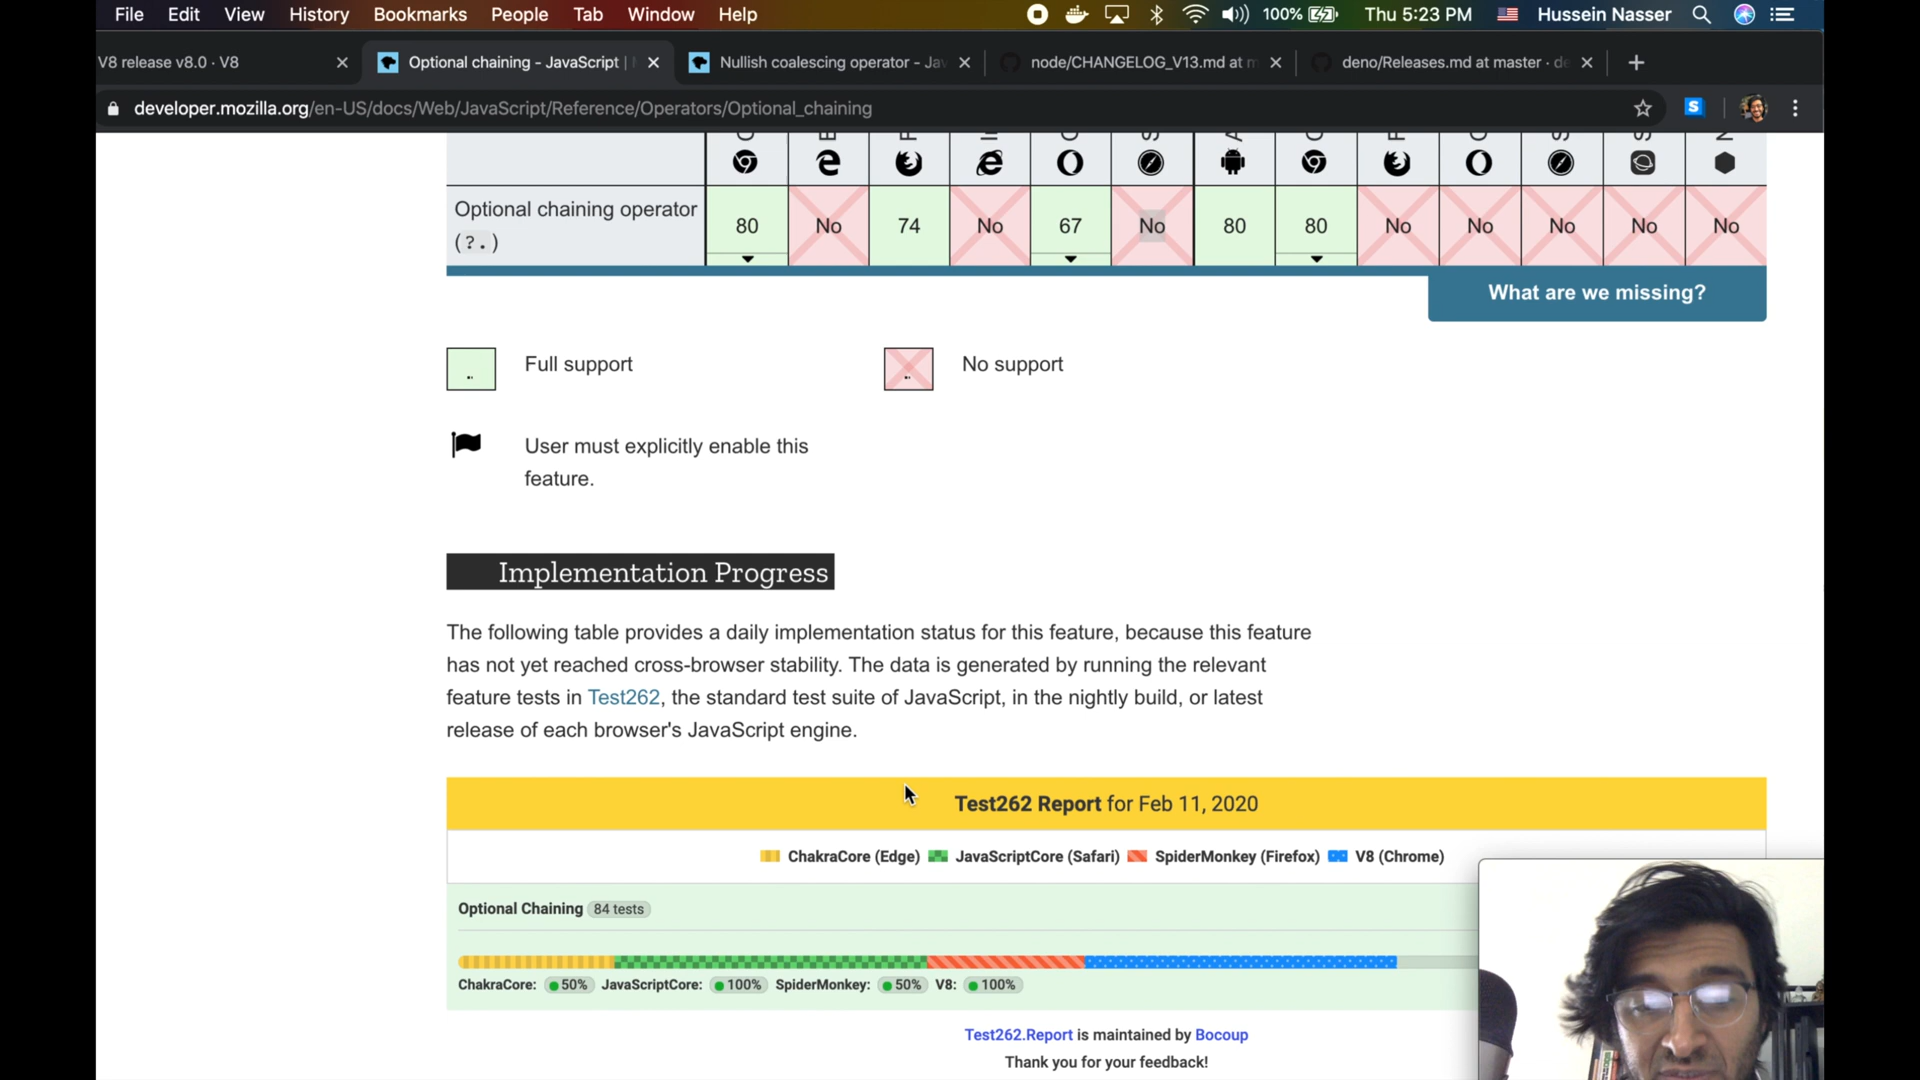 File Edit View History Bookmarks People Tab Window Help 100% Thu 5:23 PM Hussein Nasser
V8 release v8.0 · V8 Optional chaining - JavaScript | Nullish coalescing operator - Jav node/CHANGELOG_V13.md at m deno/Releases.md at master · de
developer.mozilla.org/en-US/docs/Web/JavaScript/Reference/Operators/Optional_chaining
Optional chaining operator
(?.)
80 No 74 No 67 No 80 80 No No No No No
What are we missing?
Full support No support
User must explicitly enable this
feature.
Implementation Progress
The following table provides a daily implementation status for this feature, because this feature
has not yet reached cross-browser stability. The data is generated by running the relevant
feature tests in Test262, the standard test suite of JavaScript, in the nightly build, or latest
release of each browser's JavaScript engine.
Test262 Report for Feb 11, 2020
ChakraCore (Edge) JavaScriptCore (Safari) SpiderMonkey (Firefox) V8 (Chrome)
Optional Chaining 84 tests
ChakraCore: 50% JavaScriptCore: 100% SpiderMonkey: 50% V8: 100%
Test262.Report is maintained by Bocoup
Thank you for your feedback!